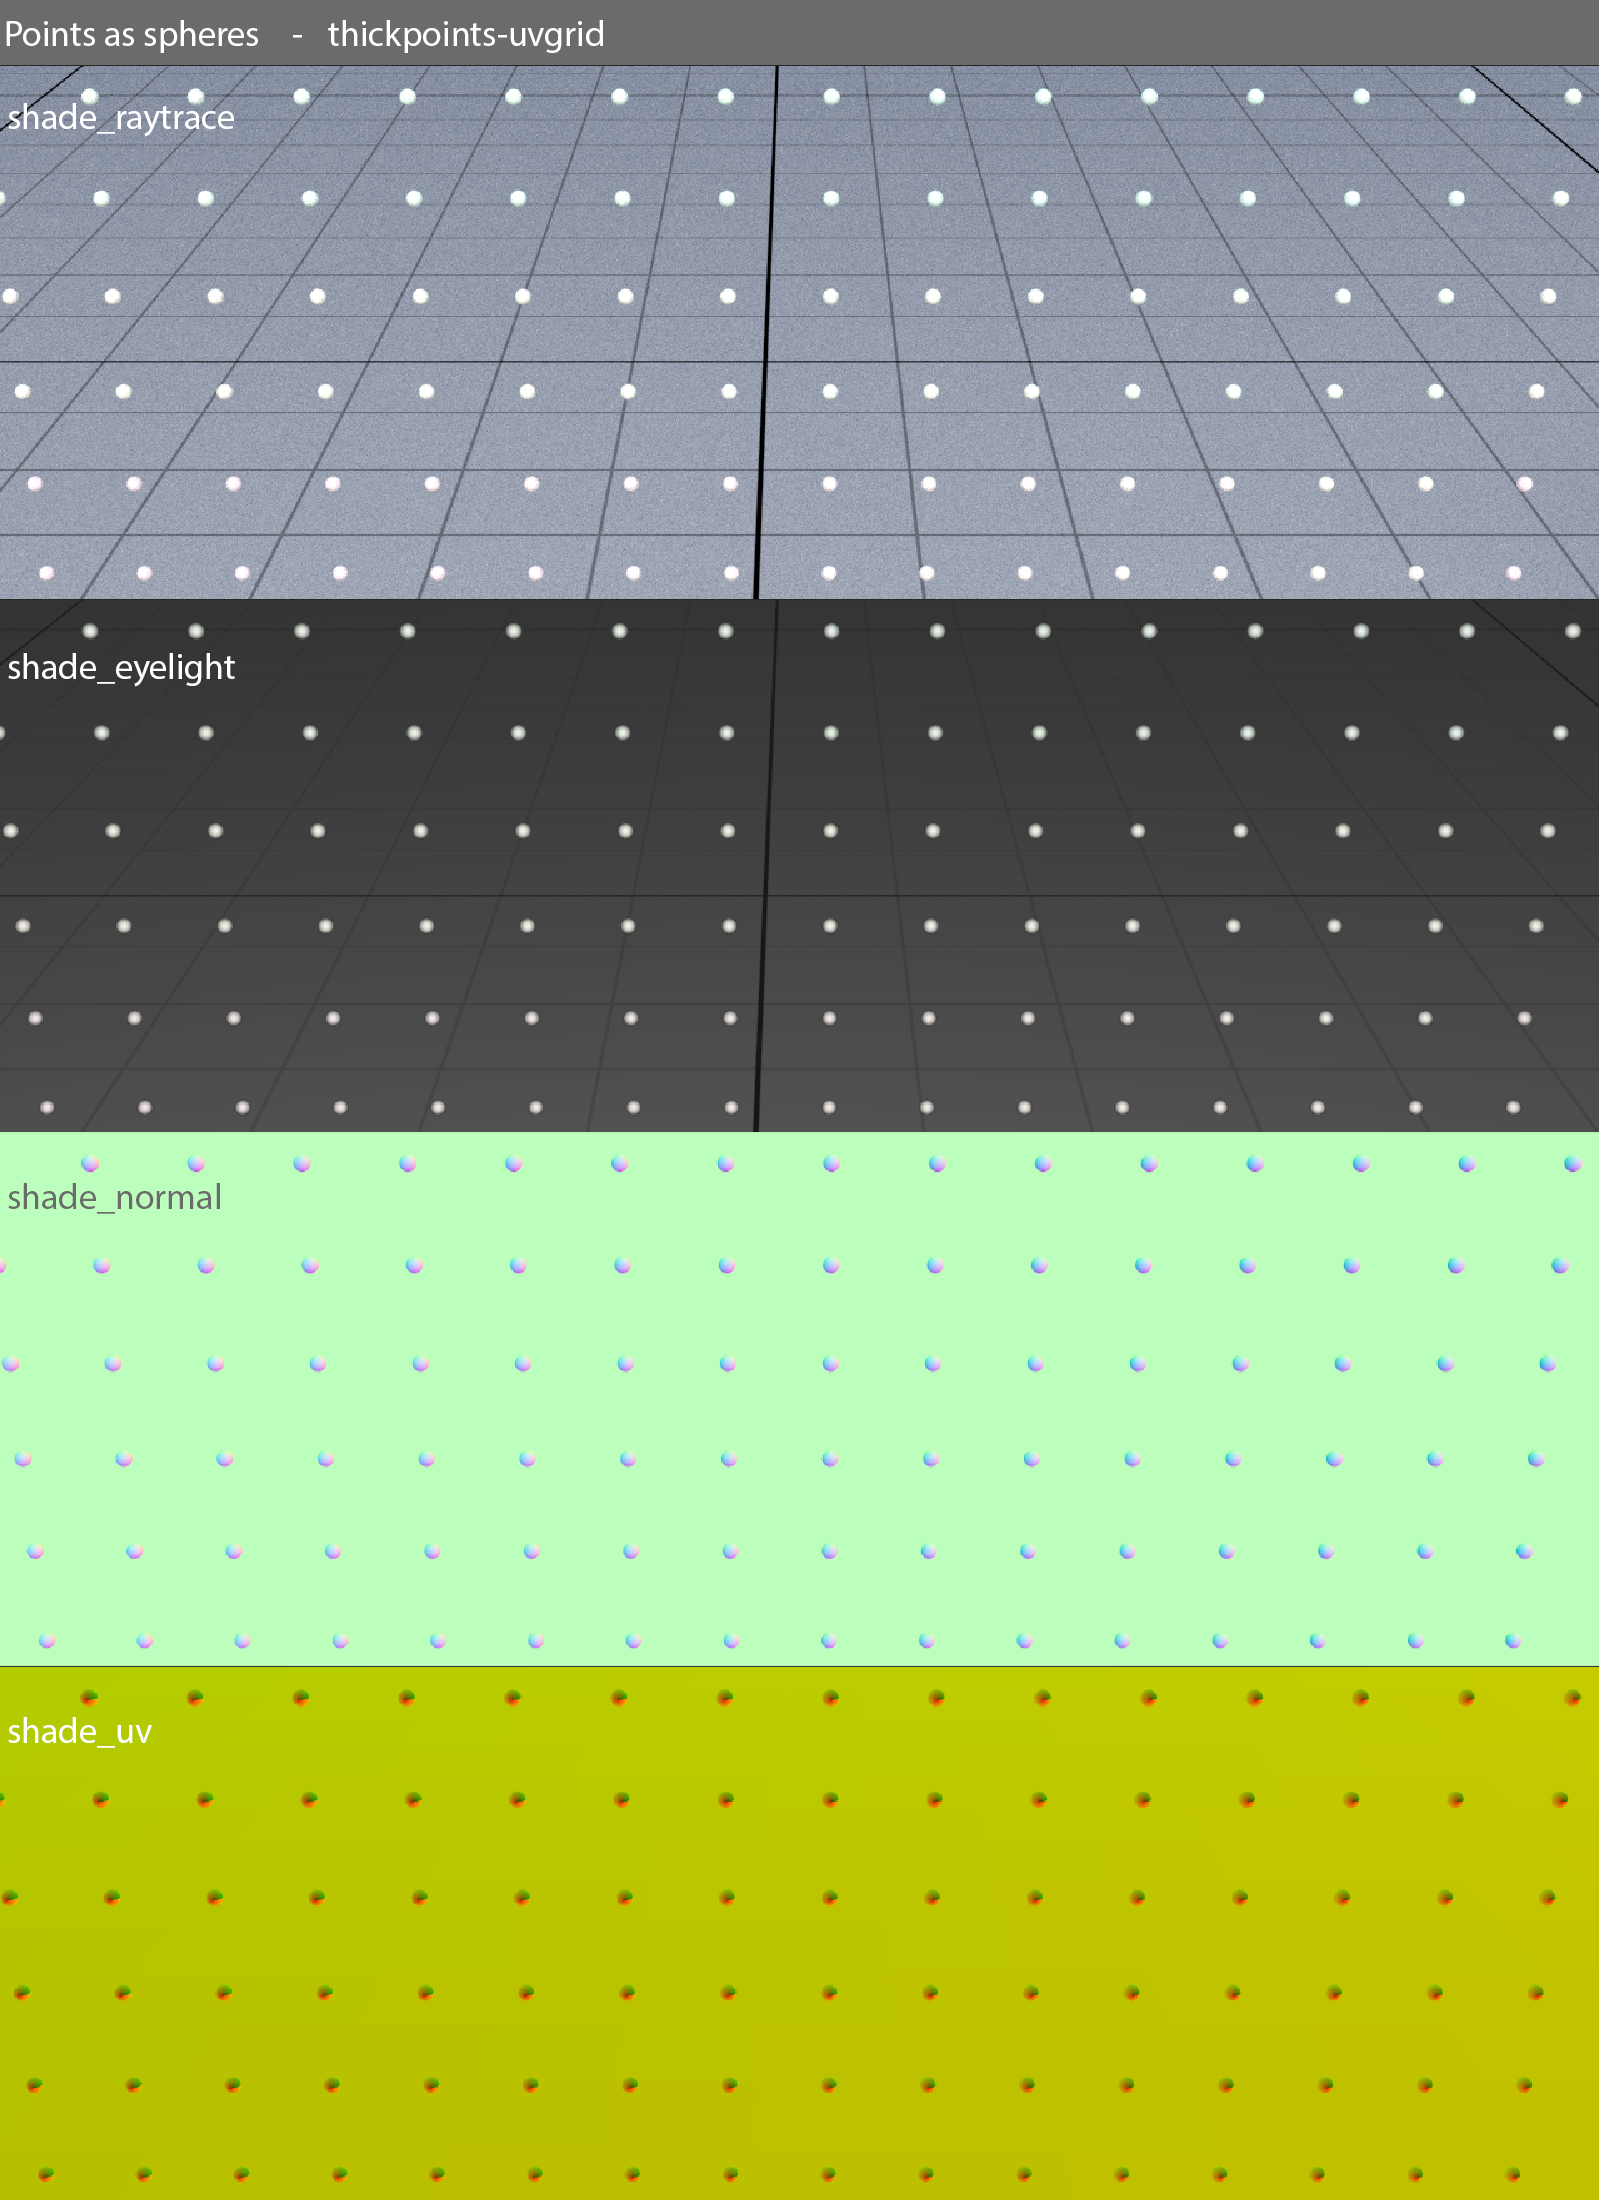 Points as spheres - thickpoints-uvgrid
shade_raytrace
shade_eyelight
shade_normal
shade_uv